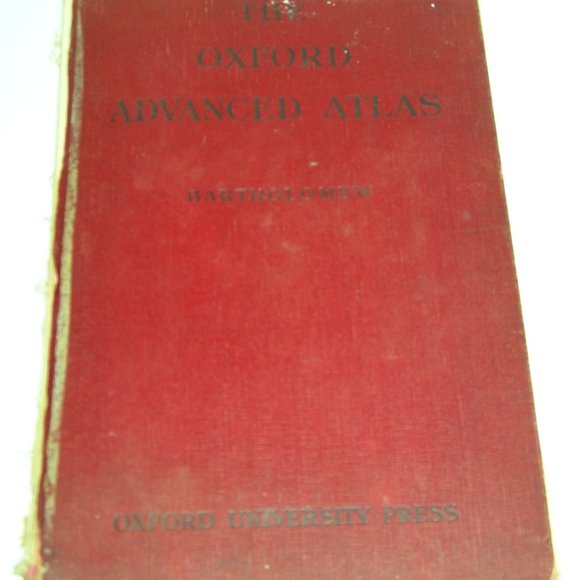 THE
OXFORD
ADVANCED ATLAS
BARTHOLOMEW
OXFORD UNIVERSITY PRESS